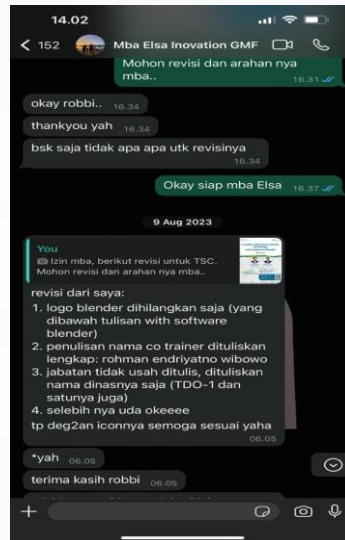 14.02
152
Mba Elsa Inovation GMF
Mohon revisi dan arahan nya
mba..
16.31
okay robbi.. 16.34
thankyou yah 16.34
bsk saja tidak apa apa utk revisinya
16.34
Okay siap mba Elsa 16.37
9 Aug 2023
You
Izin mba, berikut revisi untuk TSC.
Mohon revisi dan arahan nya mba..
revisi dari saya:
1. logo blender dihilangkan saja (yang
dibawah tulisan with software
blender)
2. penulisan nama co trainer dituliskan
lengkap: rohman endriyatno wibowo
3. jabatan tidak usah ditulis, dituliskan
nama dinasnya saja (TDO-1 dan
satunya juga)
4. selebih nya uda okeeee
tp deg2an iconnya semoga sesuai yaha
06.05
*yah 06.05
terima kasih robbi 06.05